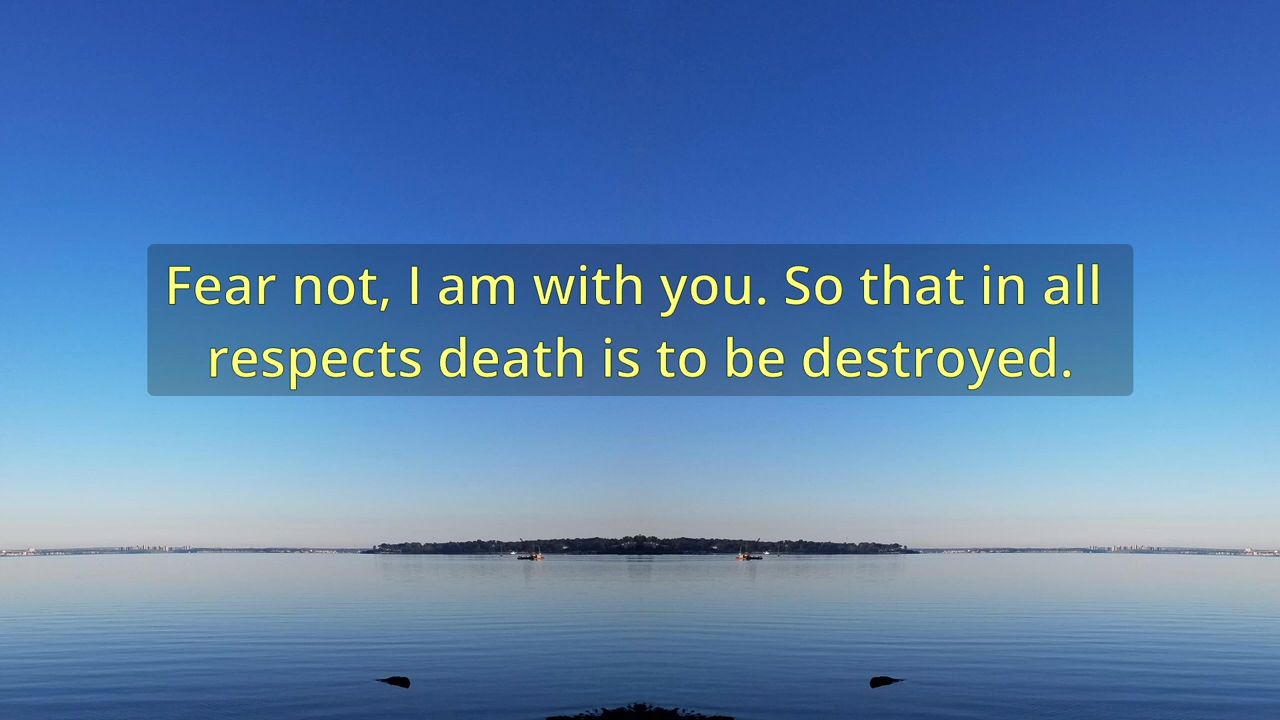 Fear not, I am with you. So that in all
respects death is to be destroyed.